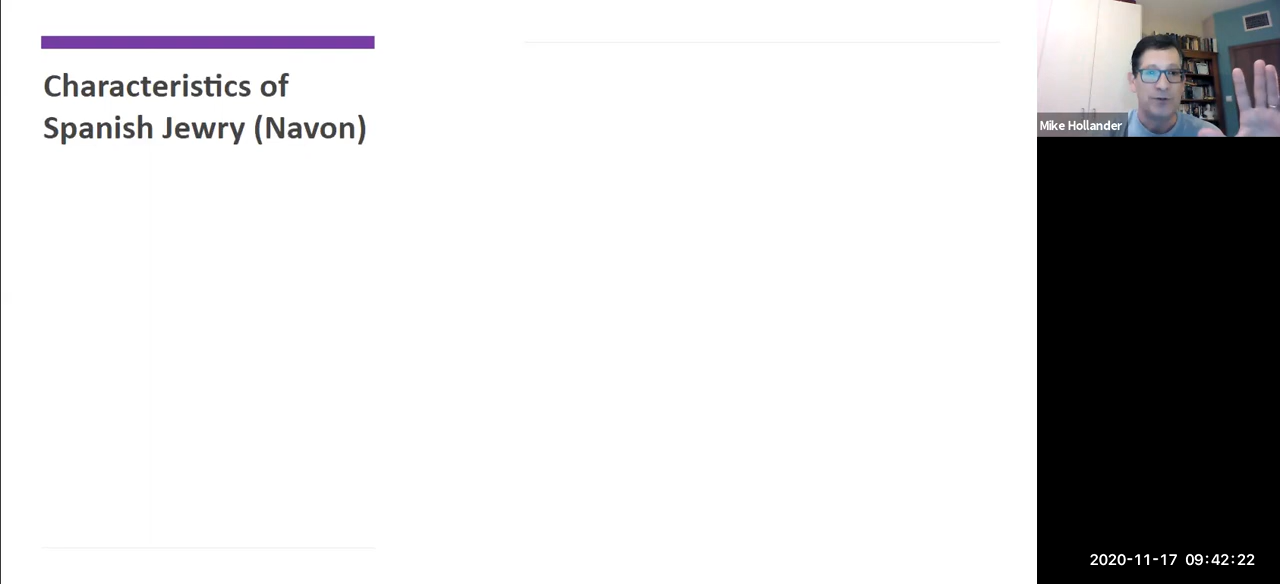 Characteristics of
Spanish Jewry (Navon)
Mike Hollander
2020-11-17 09:42:22